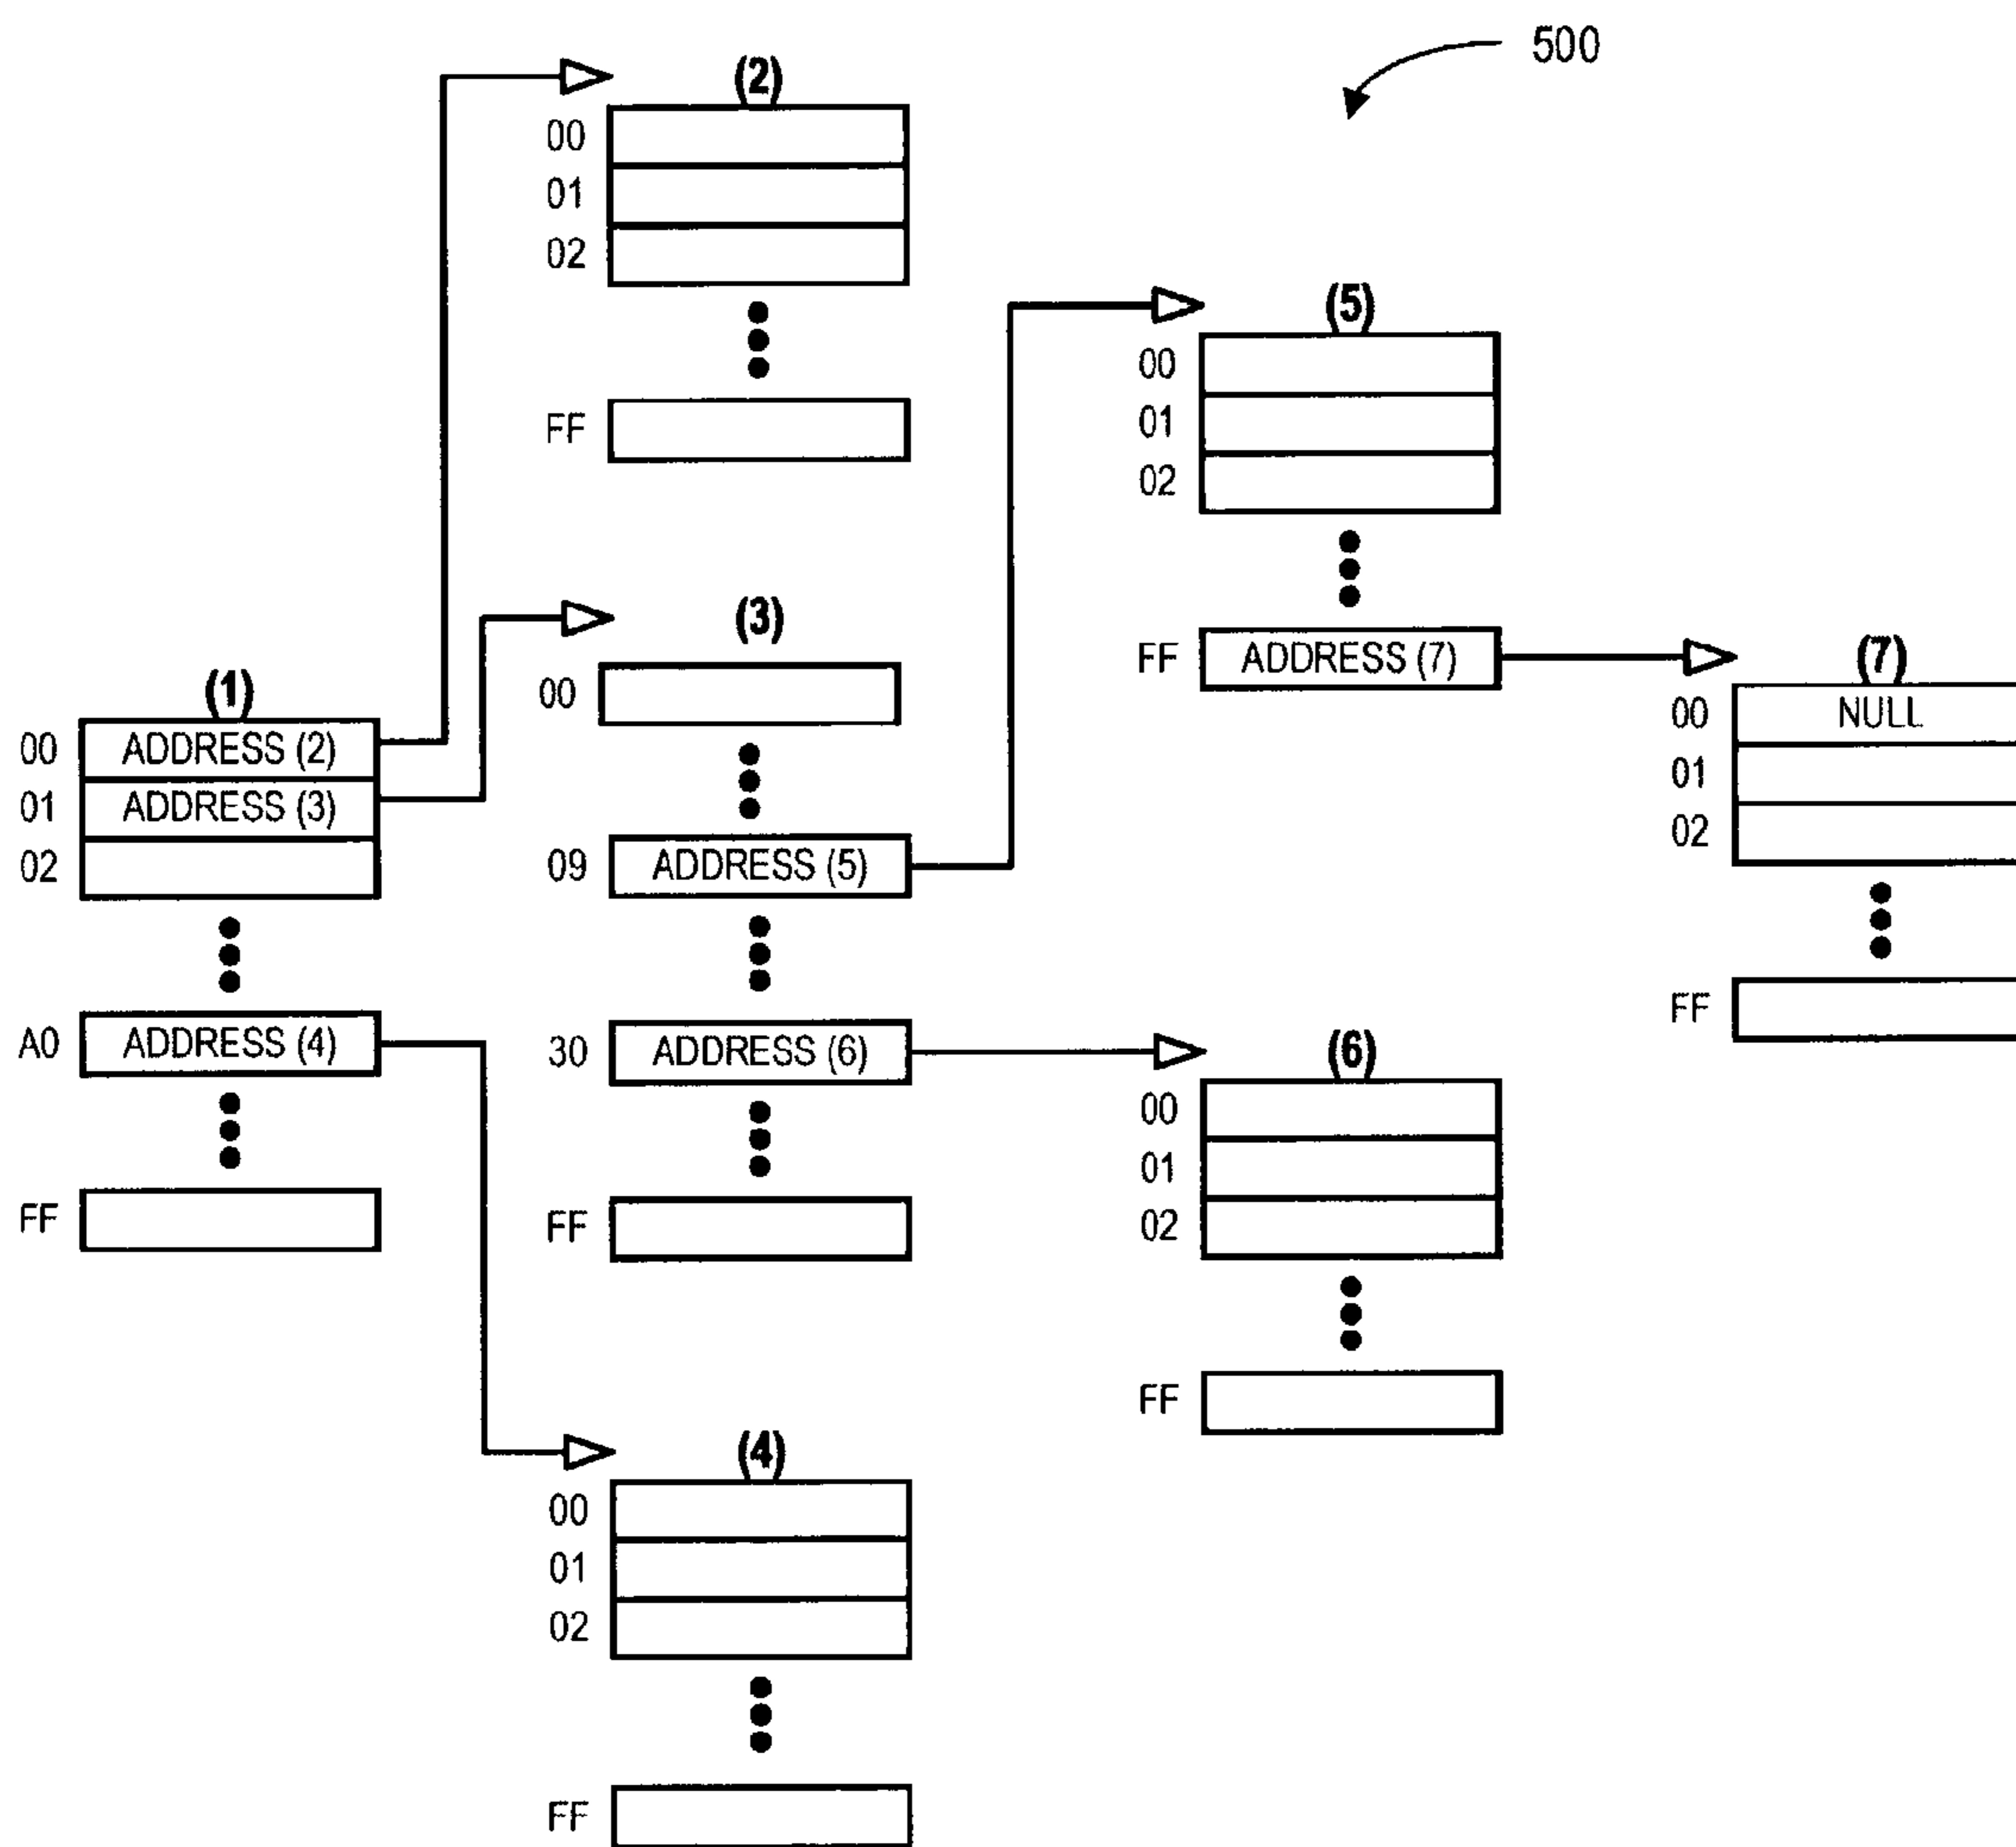 500
(2)
00
01
02
FF
(5)
00
01
02
FF ADDRESS (7)
(3)
00
09 ADDRESS (5)
30 ADDRESS (6)
FF
(1)
00 ADDRESS (2)
01 ADDRESS (3)
02
A0 ADDRESS (4)
FF
(7)
00 NULL
01
02
FF
(6)
00
01
02
FF
(4)
00
01
02
FF